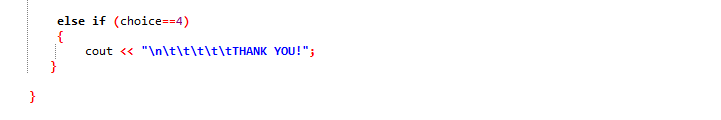 else if (choice==4)
{
cout << "\n\t\t\t\t\tTHANK YOU!";
}
}